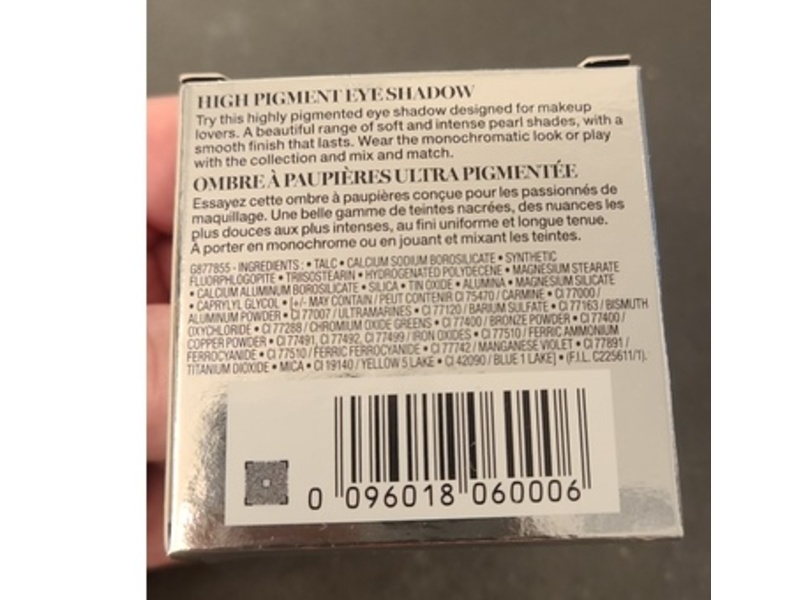 HIGH PIGMENT EYE SHADOW
Try this highly pigmented eye shadow designed for makeup
lovers. A beautiful range of soft and intense pearl shades, with a
smooth finish that lasts. Wear the monochromatic look or play
with the collection and mix and match.
OMBRE À PAUPIÈRES ULTRA PIGMENTÉE
Essayez cette ombre à paupières conçue pour les passionnés de
maquillage. Une belle gamme de teintes nacrées, des nuances les
plus douces aux plus intenses, au fini uniforme et longue tenue.
À porter en monochrome ou en jouant et mixant les teintes.
G877855 - INGREDIENTS : • TALC • CALCIUM SODIUM BOROSILICATE • SYNTHETIC
FLUORPHLOGOPITE • TRIISOSTEARIN • HYDROGENATED POLYDECENE • MAGNESIUM STEARATE
• CALCIUM ALUMINUM BOROSILICATE • SILICA • TIN OXIDE • ALUMINA • MAGNESIUM SILICATE
• CAPRYLYL GLYCOL • [+/- MAY CONTAIN / PEUT CONTENIR CI 75470 / CARMINE • CI 77000 /
ALUMINUM POWDER • CI 77007 / ULTRAMARINES • CI 77120 / BARIUM SULFATE • CI 77163 / BISMUTH
OXYCHLORIDE • CI 77288 / CHROMIUM OXIDE GREENS • CI 77400 / BRONZE POWDER • CI 77400 /
COPPER POWDER • CI 77491, CI 77492, CI 77499 / IRON OXIDES • CI 77510 / FERRIC AMMONIUM
FERROCYANIDE • CI 77510 / FERRIC FERROCYANIDE • CI 77742 / MANGANESE VIOLET • CI 77891 /
TITANIUM DIOXIDE • MICA • CI 19140 / YELLOW 5 LAKE • CI 42090 / BLUE 1 LAKE] • (F.I.L. C225611/1).
0 096018 060006